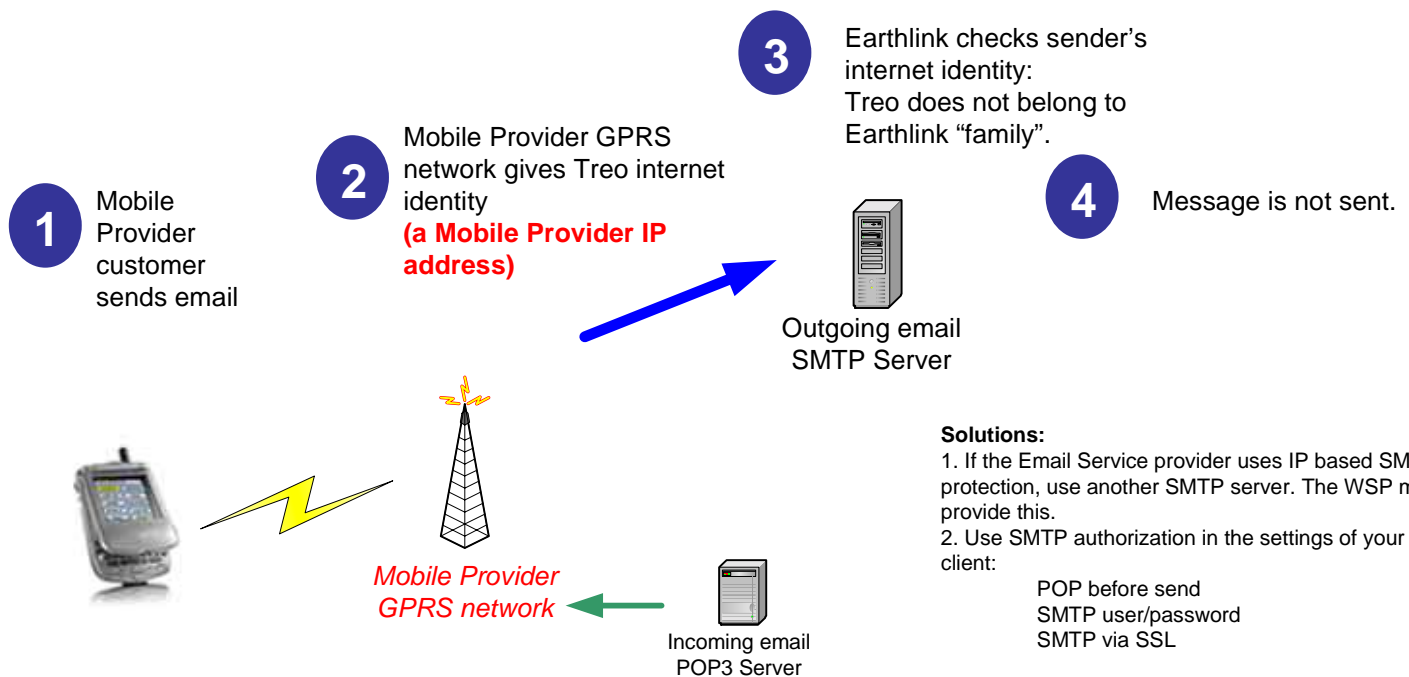 1
Mobile
Provider
customer
sends email
2
Mobile Provider GPRS
network gives Treo internet
identity
(a Mobile Provider IP
address)
3
Earthlink checks sender’s
internet identity:
Treo does not belong to
Earthlink “family”.
4
Message is not sent.
Outgoing email
SMTP Server
Mobile Provider
GPRS network
Incoming email
POP3 Server
Solutions:
1. If the Email Service provider uses IP based SM
protection, use another SMTP server. The WSP m
provide this.
2. Use SMTP authorization in the settings of your
client:
POP before send
SMTP user/password
SMTP via SSL